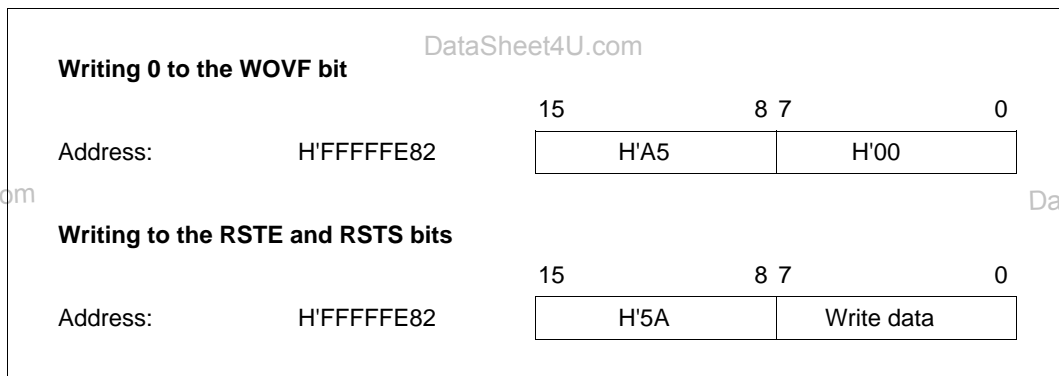 DataSheet4U.com
Writing 0 to the WOVF bit
15 8 7 0
Address: H'FFFFFE82 H'A5 H'00
om Da
Writing to the RSTE and RSTS bits
15 8 7 0
Address: H'FFFFFE82 H'5A Write data